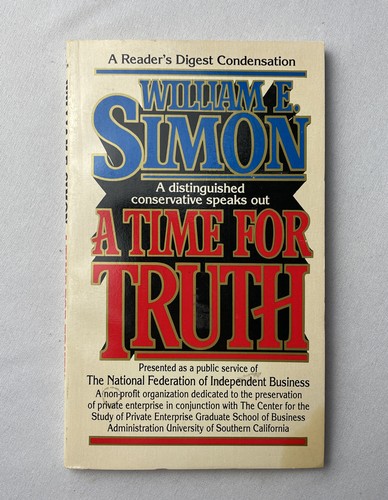 A Reader's Digest Condensation
WILLIAM E.
SIMON
A distinguished
conservative speaks out
A TIME FOR
TRUTH
Presented as a public service of
The National Federation of Independent Business
A non-profit organization dedicated to the preservation
of private enterprise in conjunction with The Center for the
Study of Private Enterprise Graduate School of Business
Administration University of Southern California